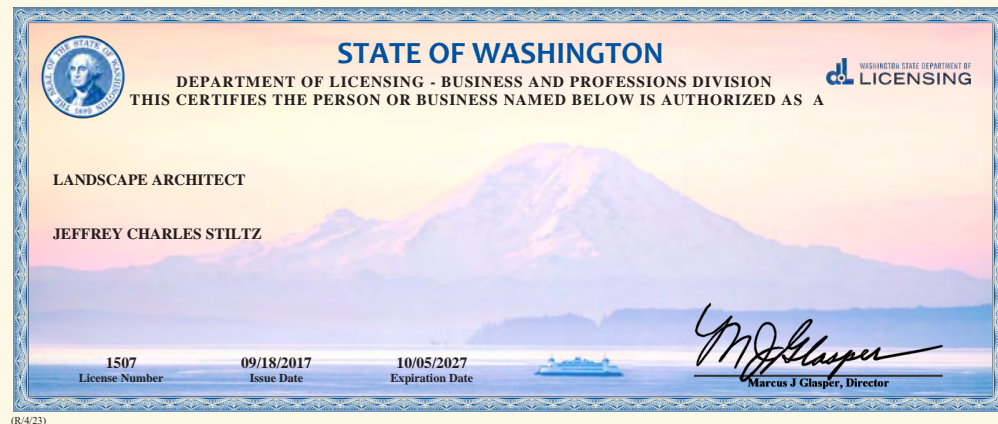 STATE OF WASHINGTON
DEPARTMENT OF LICENSING - BUSINESS AND PROFESSIONS DIVISION
THIS CERTIFIES THE PERSON OR BUSINESS NAMED BELOW IS AUTHORIZED AS A
THE SEAL OF THE STATE OF WASHINGTON
1889
dol
WASHINGTON STATE DEPARTMENT OF
LICENSING
LANDSCAPE ARCHITECT
JEFFREY CHARLES STILTZ
1507
License Number
09/18/2017
Issue Date
10/05/2027
Expiration Date
MJGlasper
Marcus J Glasper, Director
(R/4/23)